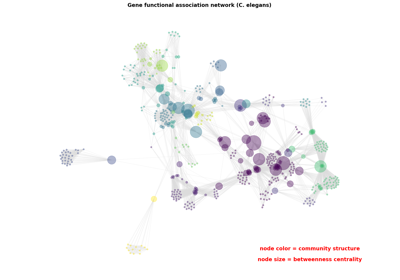 Gene functional association network (C. elegans)
node color = community structure
node size = betweenness centrality